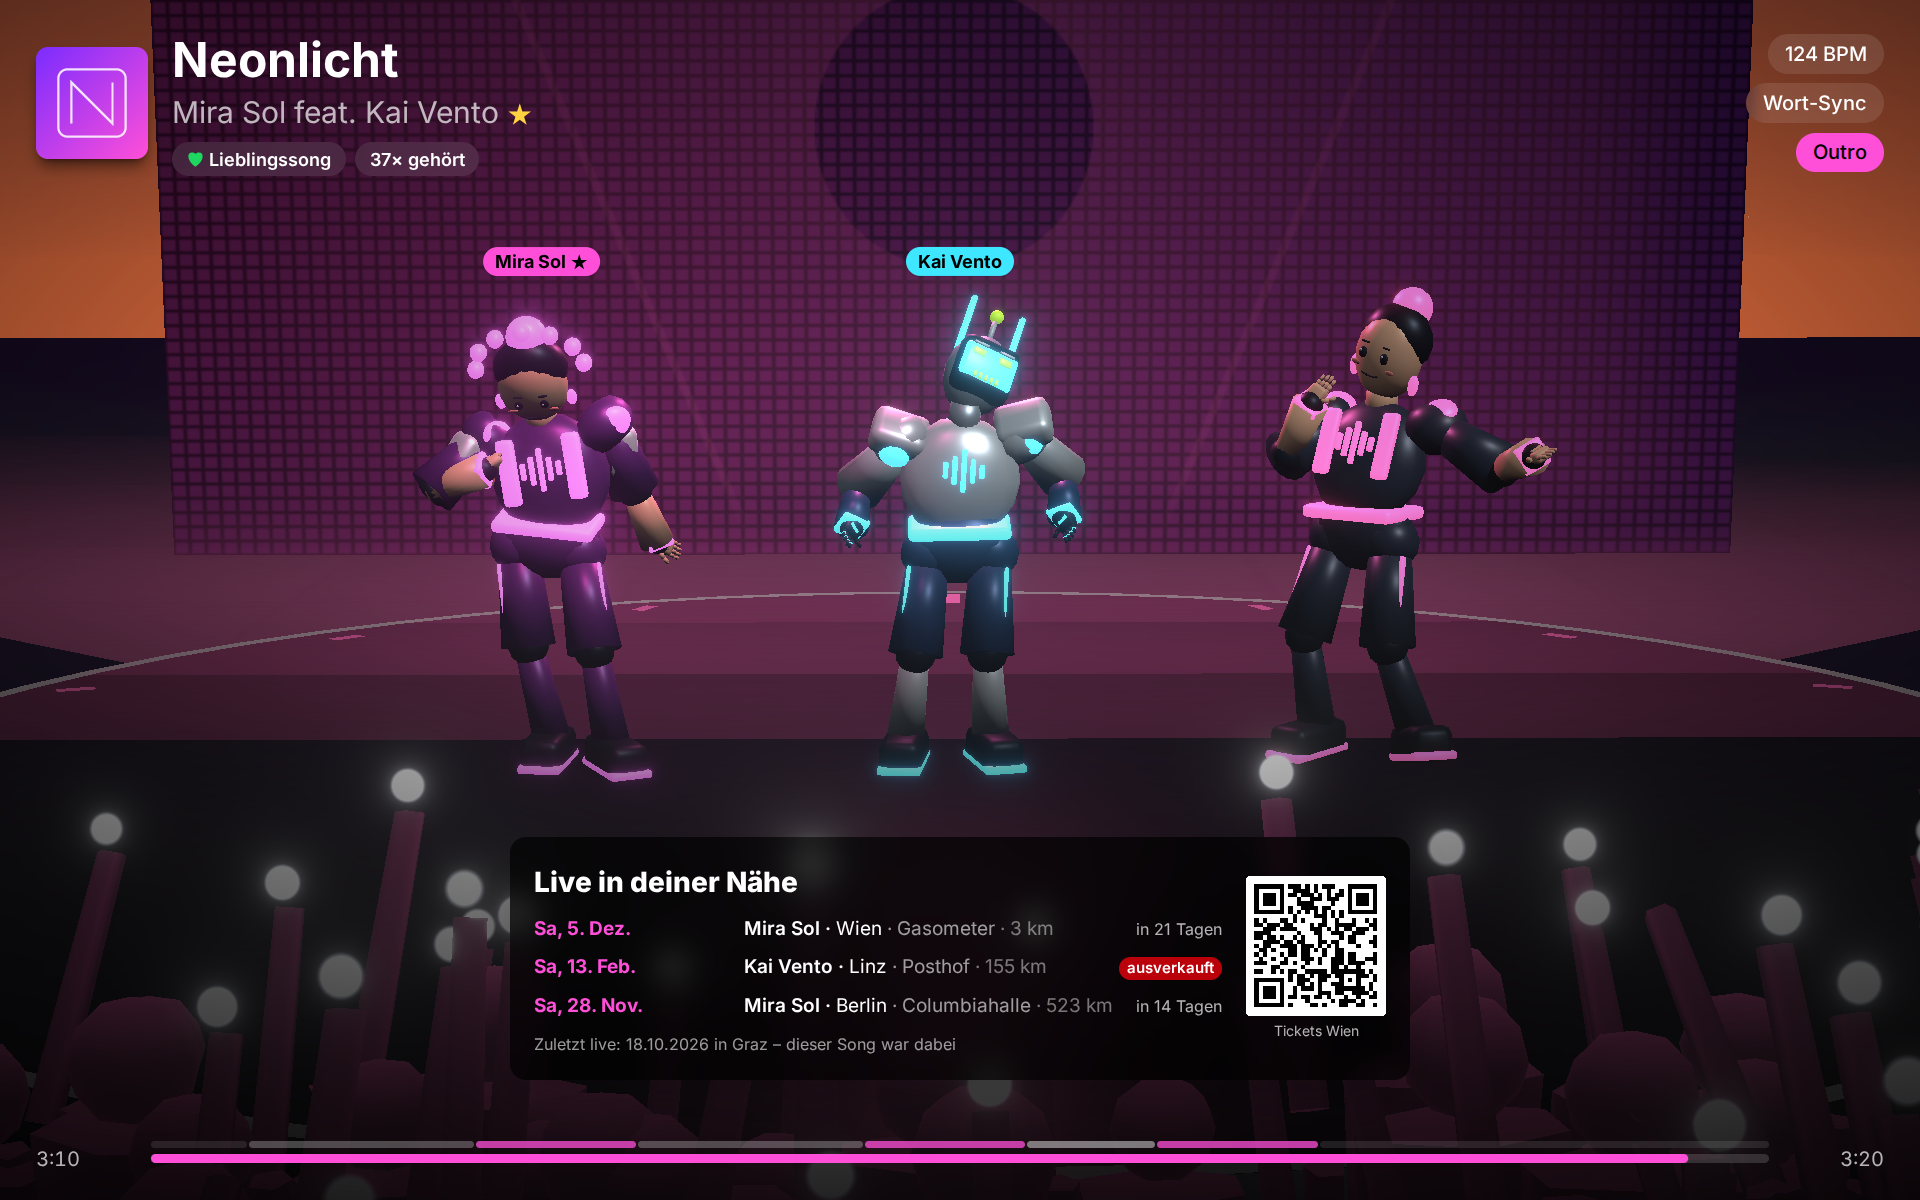 N
Neonlicht
Mira Sol feat. Kai Vento ★
Lieblingssong
37× gehört
124 BPM
Wort-Sync
Outro
Mira Sol ★
Kai Vento
Live in deiner Nähe
Sa, 5. Dez. Mira Sol · Wien · Gasometer · 3 km in 21 Tagen
Sa, 13. Feb. Kai Vento · Linz · Posthof · 155 km ausverkauft
Sa, 28. Nov. Mira Sol · Berlin · Columbiahalle · 523 km in 14 Tagen
Zuletzt live: 18.10.2026 in Graz – dieser Song war dabei
Tickets Wien
3:10
3:20